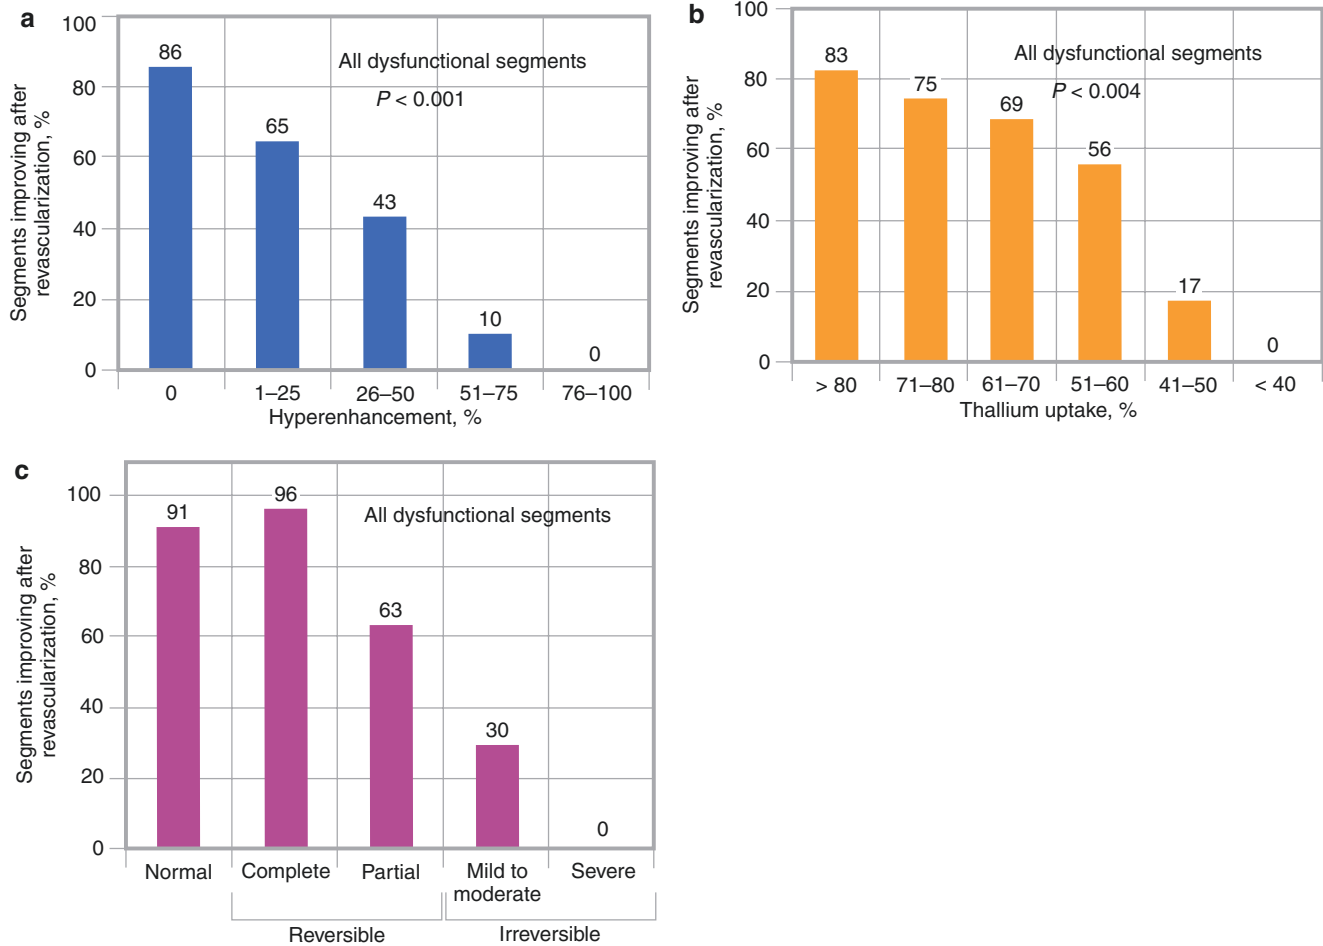 a
Segments improving after
revascularization, %
100
80
60
40
20
0
All dysfunctional segments
P < 0.001
86
65
43
10
0
0
1–25
26–50
51–75
76–100
Hyperenhancement, %
b
Segments improving after
revascularization, %
100
80
60
40
20
0
All dysfunctional segments
P < 0.004
83
75
69
56
17
0
> 80
71–80
61–70
51–60
41–50
< 40
Thallium uptake, %
c
Segments improving after
revascularization, %
100
80
60
40
20
0
All dysfunctional segments
91
96
63
30
0
Normal
Complete
Partial
Mild to
moderate
Severe
Reversible
Irreversible